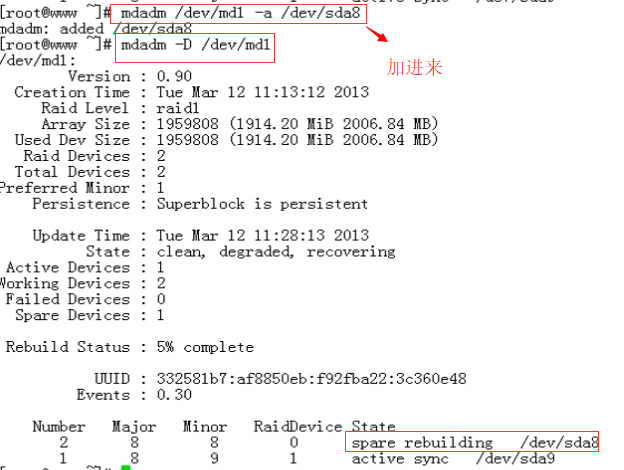 [root@www ~]# mdadm /dev/md1 -a /dev/sda8
mdadm: added /dev/sda8
[root@www ~]# mdadm -D /dev/md1
加进来
/dev/md1:
Version : 0.90
Creation Time : Tue Mar 12 11:13:12 2013
Raid Level : raid1
Array Size : 1959808 (1914.20 MiB 2006.84 MB)
Used Dev Size : 1959808 (1914.20 MiB 2006.84 MB)
Raid Devices : 2
Total Devices : 2
Preferred Minor : 1
Persistence : Superblock is persistent
Update Time : Tue Mar 12 11:28:13 2013
State : clean, degraded, recovering
Active Devices : 1
Working Devices : 2
Failed Devices : 0
Spare Devices : 1
Rebuild Status : 5% complete
UUID : 332581b7:af8850eb:f92fba22:3c360e48
Events : 0.30
Number Major Minor RaidDevice State
2 8 8 0 spare rebuilding /dev/sda8
1 8 9 1 active sync /dev/sda9